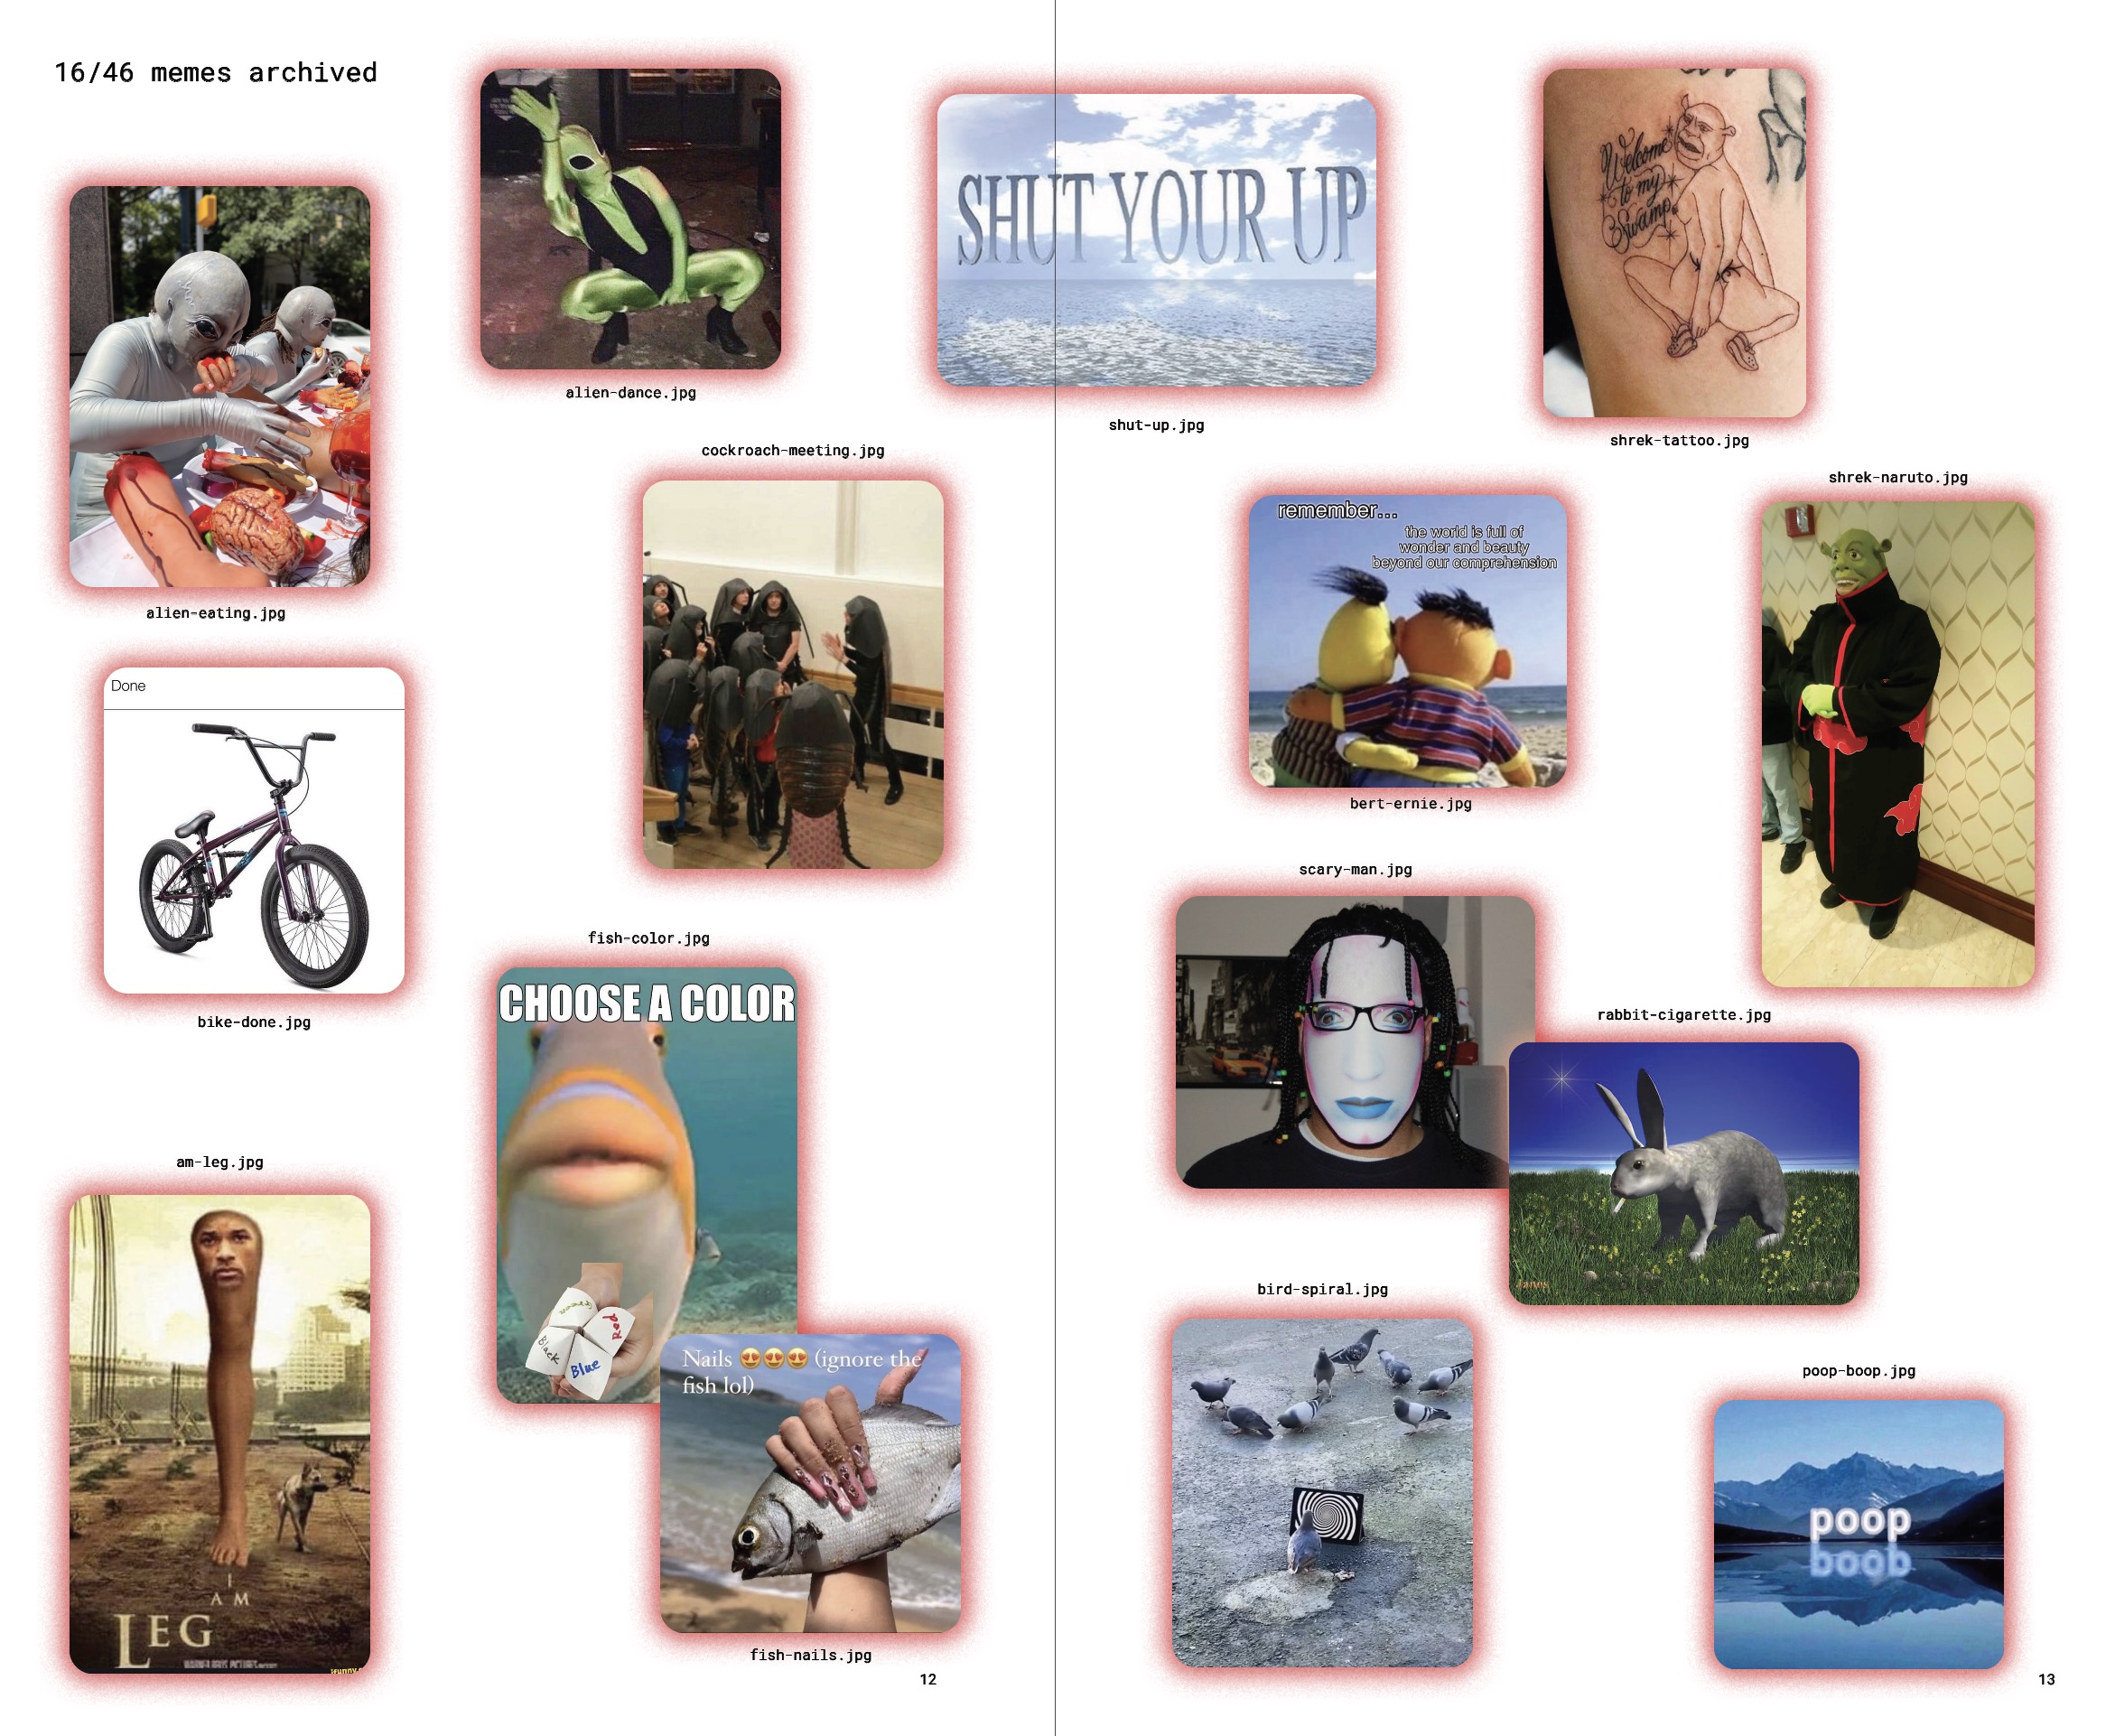 16/46 memes archived
alien-eating.jpg
Done
bike-done.jpg
am-leg.jpg
I
AM
LEG
alien-dance.jpg
cockroach-meeting.jpg
fish-color.jpg
CHOOSE A COLOR
Green
Red
Black
Blue
Nails 😍😍😍 (ignore the
fish lol)
fish-nails.jpg
12
SHUT YOUR UP
shut-up.jpg
Welcome
to my
Swamp
shrek-tattoo.jpg
shrek-naruto.jpg
remember...
the world is full of
wonder and beauty
beyond our comprehension
bert-ernie.jpg
scary-man.jpg
rabbit-cigarette.jpg
bird-spiral.jpg
poop-boop.jpg
poop
13